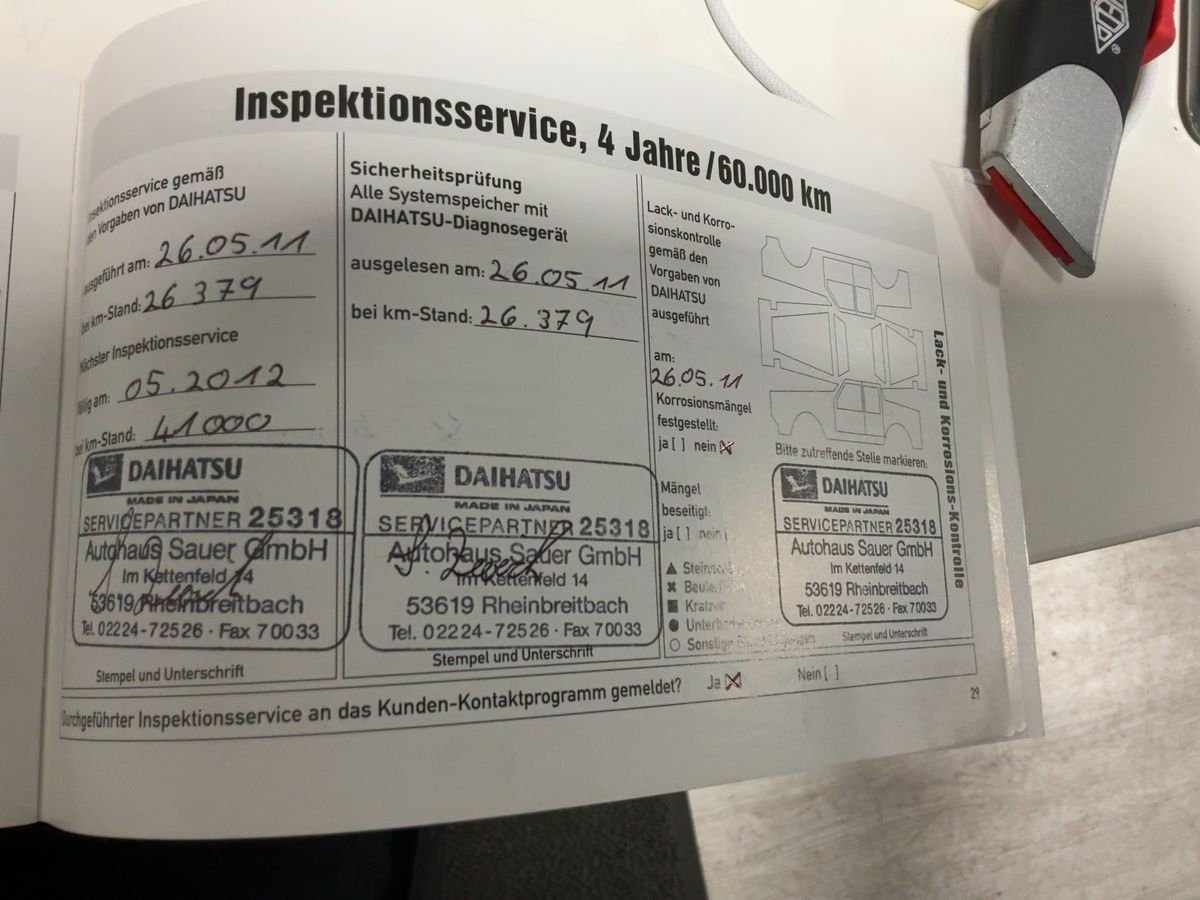 Inspektionsservice, 4 Jahre/60.000 km
Inspektionsservice gemäß
den Vorgaben von DAIHATSU
ausgeführt am: 26.05.11
bei km-Stand: 26 379
Nächster Inspektionsservice
fällig am: 05.2012
bei km-Stand: 41000
DAIHATSU
MADE IN JAPAN
SERVICEPARTNER 25318
Autohaus Sauer GmbH
Im Kettenfeld 14
53619 Rheinbreitbach
Tel. 02224-72526 · Fax 70033
Stempel und Unterschrift
Sicherheitsprüfung
Alle Systemspeicher mit
DAIHATSU-Diagnosegerät
ausgelesen am: 26.05.11
bei km-Stand: 26.379
DAIHATSU
MADE IN JAPAN
SERVICEPARTNER 25318
Autohaus Sauer GmbH
Im Kettenfeld 14
53619 Rheinbreitbach
Tel. 02224-72526 · Fax 70033
Stempel und Unterschrift
Lack- und Korro-
sionskontrolle
gemäß den
Vorgaben von
DAIHATSU
ausgeführt
am:
26.05.11
Korrosionsmängel
festgestellt:
ja [ ] nein [x]
Mängel
beseitigt:
ja [ ] nein [ ]
Kratzer
Bitte zutreffende Stelle markieren:
DAIHATSU
MADE IN JAPAN
SERVICEPARTNER 25318
Autohaus Sauer GmbH
Im Kettenfeld 14
53619 Rheinbreitbach
Tel. 02224-72526 · Fax 70033
Stempel und Unterschrift
Lack- und Korrosions-Kontrolle
Durchgeführter Inspektionsservice an das Kunden-Kontaktprogramm gemeldet? Ja [x] Nein [ ]
29